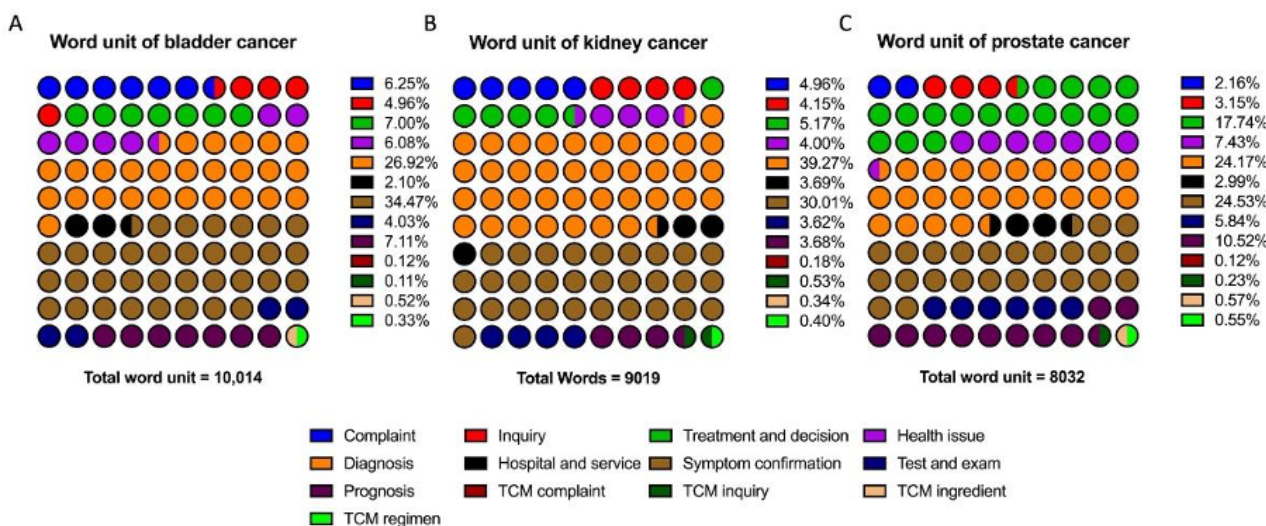 A
Word unit of bladder cancer
6.25%
4.96%
7.00%
6.08%
26.92%
2.10%
34.47%
4.03%
7.11%
0.12%
0.11%
0.52%
0.33%
Total word unit = 10,014
B
Word unit of kidney cancer
4.96%
4.15%
5.17%
4.00%
39.27%
3.69%
30.01%
3.62%
3.68%
0.18%
0.53%
0.34%
0.40%
Total Words = 9019
C
Word unit of prostate cancer
2.16%
3.15%
17.74%
7.43%
24.17%
2.99%
24.53%
5.84%
10.52%
0.12%
0.23%
0.57%
0.55%
Total word unit = 8032
Complaint
Inquiry
Treatment and decision
Health issue
Diagnosis
Hospital and service
Symptom confirmation
Test and exam
Prognosis
TCM complaint
TCM inquiry
TCM ingredient
TCM regimen